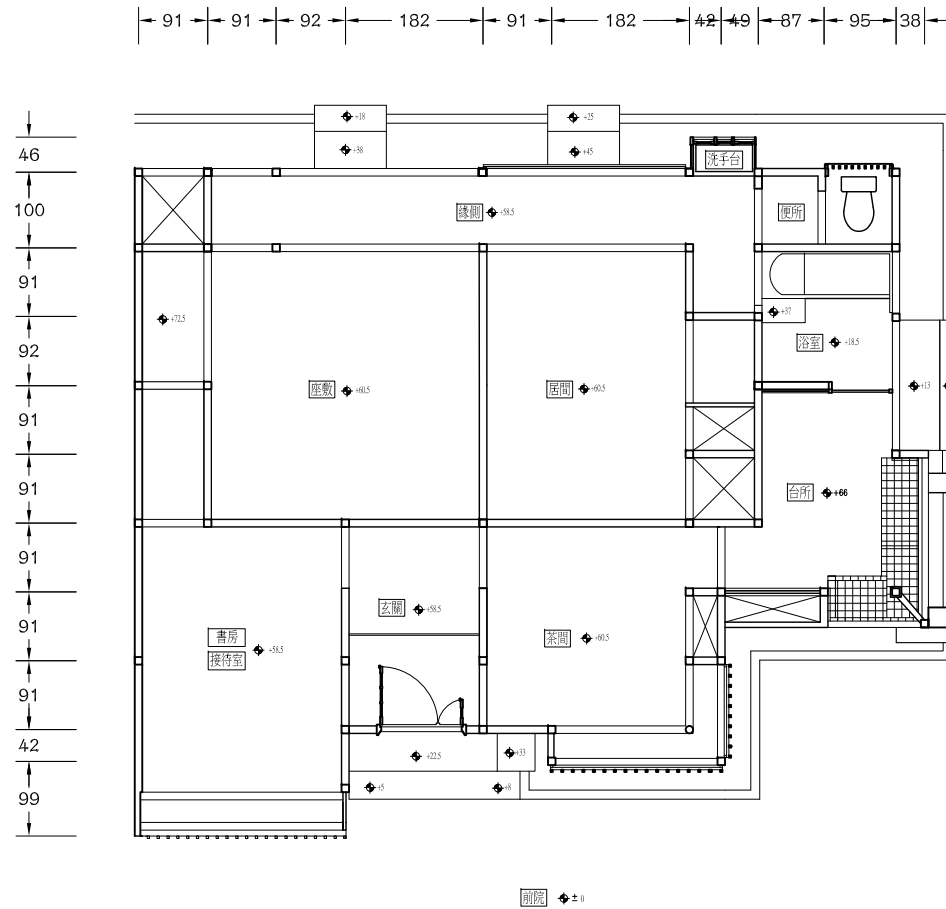 91 91 92 182 91 182 42 49 87 95 38
+18
+25
46
+38
+45
洗手台
100
緣側 +58.5
便所
91
+37
+72.5
92
浴室 +18.5
座敷 +60.5
居間 +60.5
+13
91
91
台所 +66
91
91
玄關 +58.5
書房
接待室 +58.5
茶間 +60.5
91
42
+22.5
+33
99
+5
+8
前院 ±0